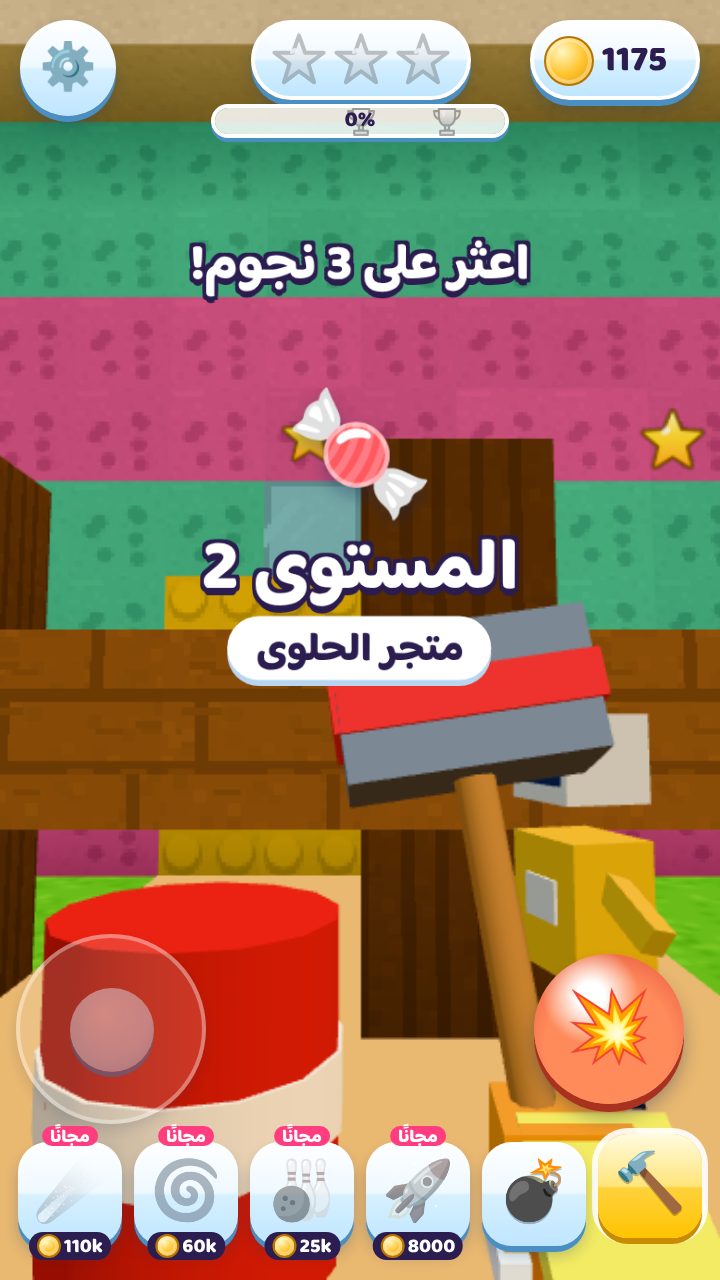 1175
0%
اعثر على 3 نجوم!
المستوى 2
متجر الحلوى
مجانًا
مجانًا
مجانًا
مجانًا
110k
60k
25k
8000